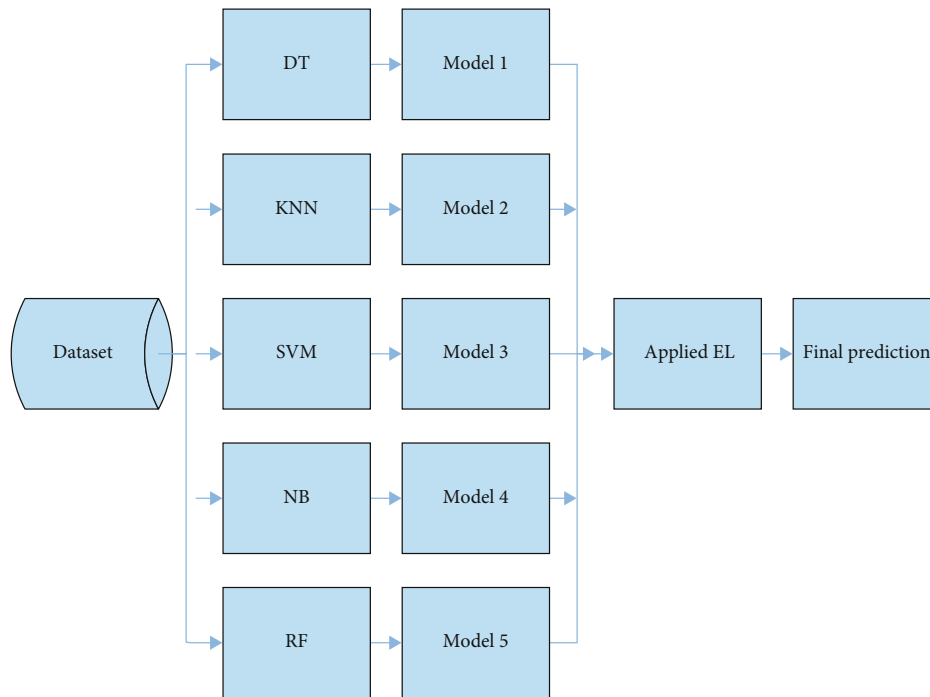 DT
Model 1
KNN
Model 2
Dataset
SVM
Model 3
Applied EL
Final prediction
NB
Model 4
RF
Model 5